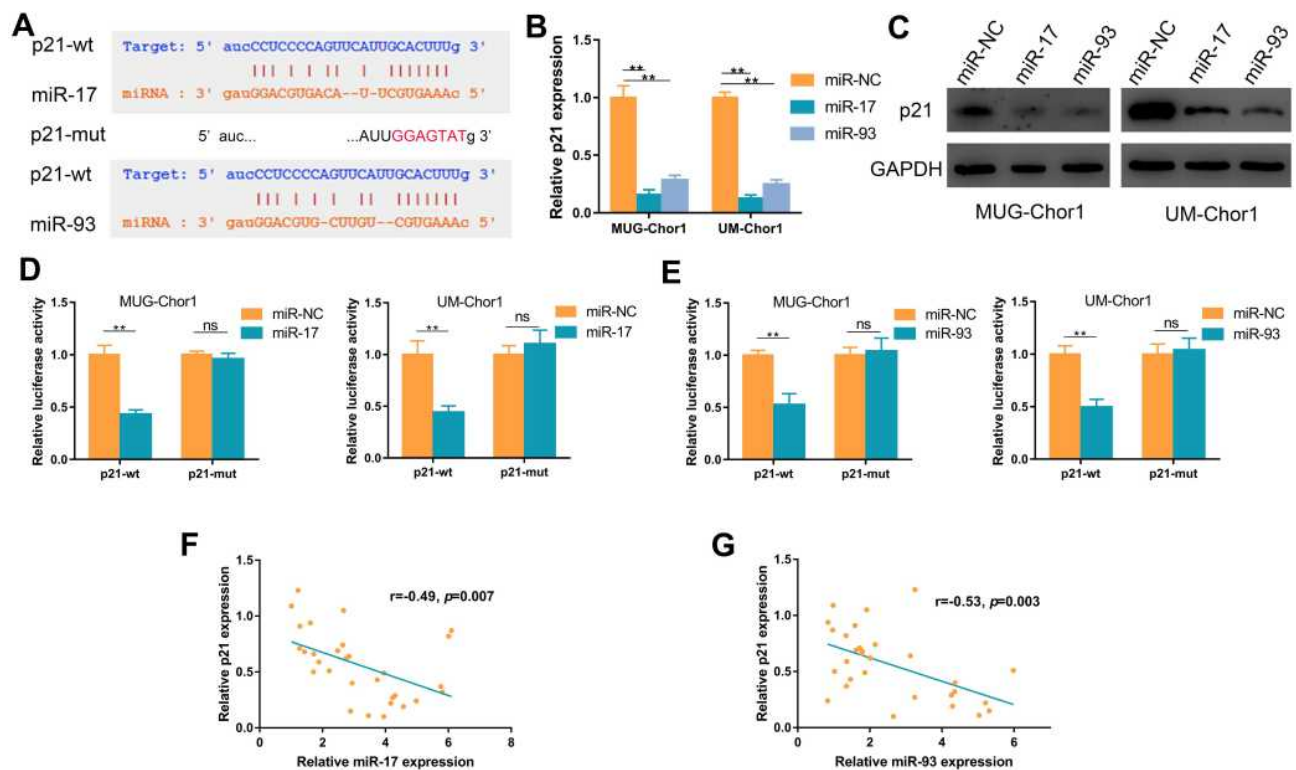 A
p21-wt
Target: 5' aucCCUCCCCAGUUCAUUGCACUUUg 3'
miR-17
miRNA : 3' gauGGACGUGACA--U-UCGUGAAAc 5'
p21-mut
5' auc... ...AUUGGAGTATg 3'
p21-wt
Target: 5' aucCCUCCCCAGUUCAUUGCACUUUg 3'
miR-93
miRNA : 3' gauGGACGUG-CUUGU--CGUGAAAc 5'
B
Relative p21 expression
1.5
1.0
0.5
0.0
**
**
**
**
miR-NC
miR-17
miR-93
MUG-Chor1
UM-Chor1
C
miR-NC
miR-17
miR-93
miR-NC
miR-17
miR-93
p21
GAPDH
MUG-Chor1
UM-Chor1
D
MUG-Chor1
Relative luciferase activity
1.5
1.0
0.5
0.0
**
ns
miR-NC
miR-17
p21-wt
p21-mut
UM-Chor1
Relative luciferase activity
1.5
1.0
0.5
0.0
**
ns
miR-NC
miR-17
p21-wt
p21-mut
E
MUG-Chor1
Relative luciferase activity
1.5
1.0
0.5
0.0
**
ns
miR-NC
miR-93
p21-wt
p21-mut
UM-Chor1
Relative luciferase activity
1.5
1.0
0.5
0.0
**
ns
miR-NC
miR-93
p21-wt
p21-mut
F
Relative p21 expression
1.5
1.0
0.5
0.0
r=-0.49, p=0.007
0 2 4 6 8
Relative miR-17 expression
G
Relative p21 expression
1.5
1.0
0.5
0.0
r=-0.53, p=0.003
0 2 4 6
Relative miR-93 expression